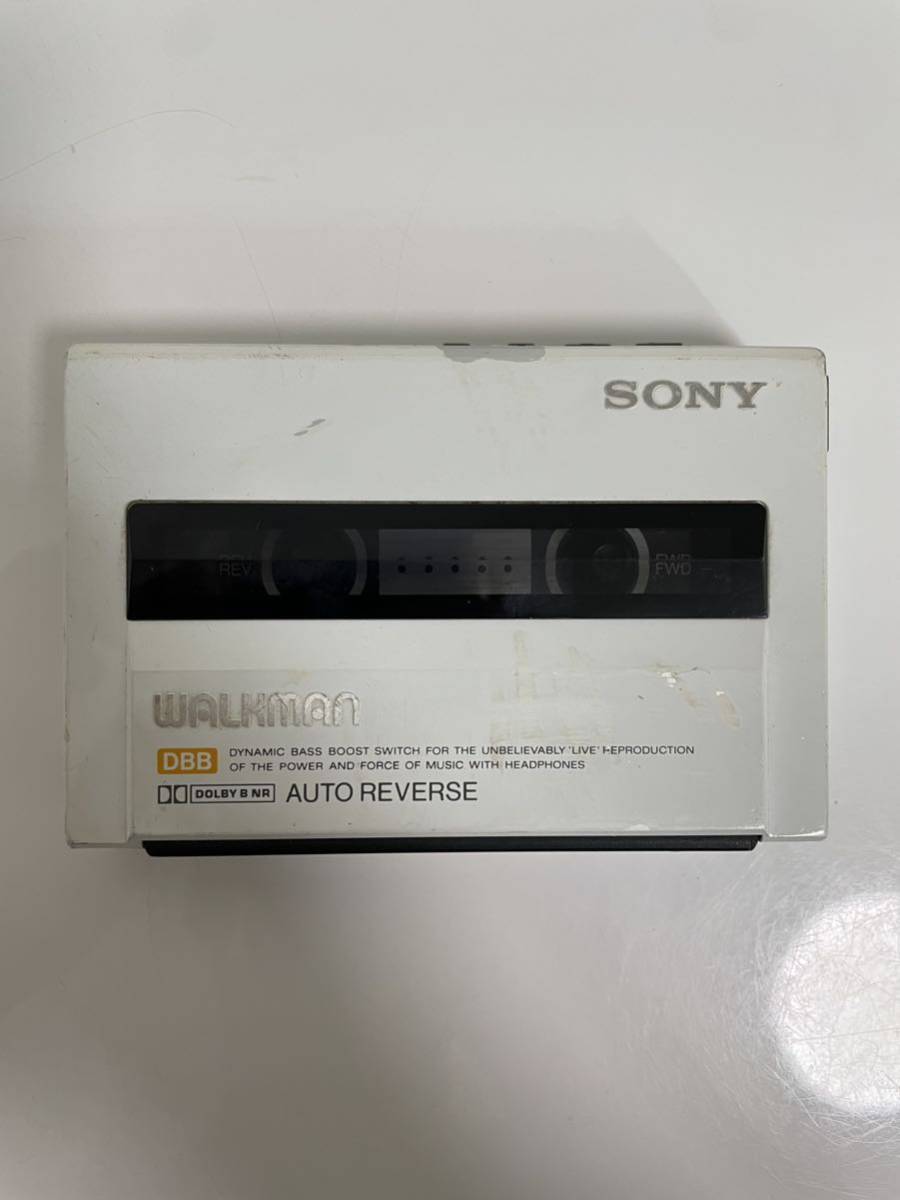 SONY
REV
FWD
WALKMAN
DBB DYNAMIC BASS BOOST SWITCH FOR THE UNBELIEVABLY 'LIVE' REPRODUCTION
OF THE POWER AND FORCE OF MUSIC WITH HEADPHONES
DOLBY B NR AUTO REVERSE